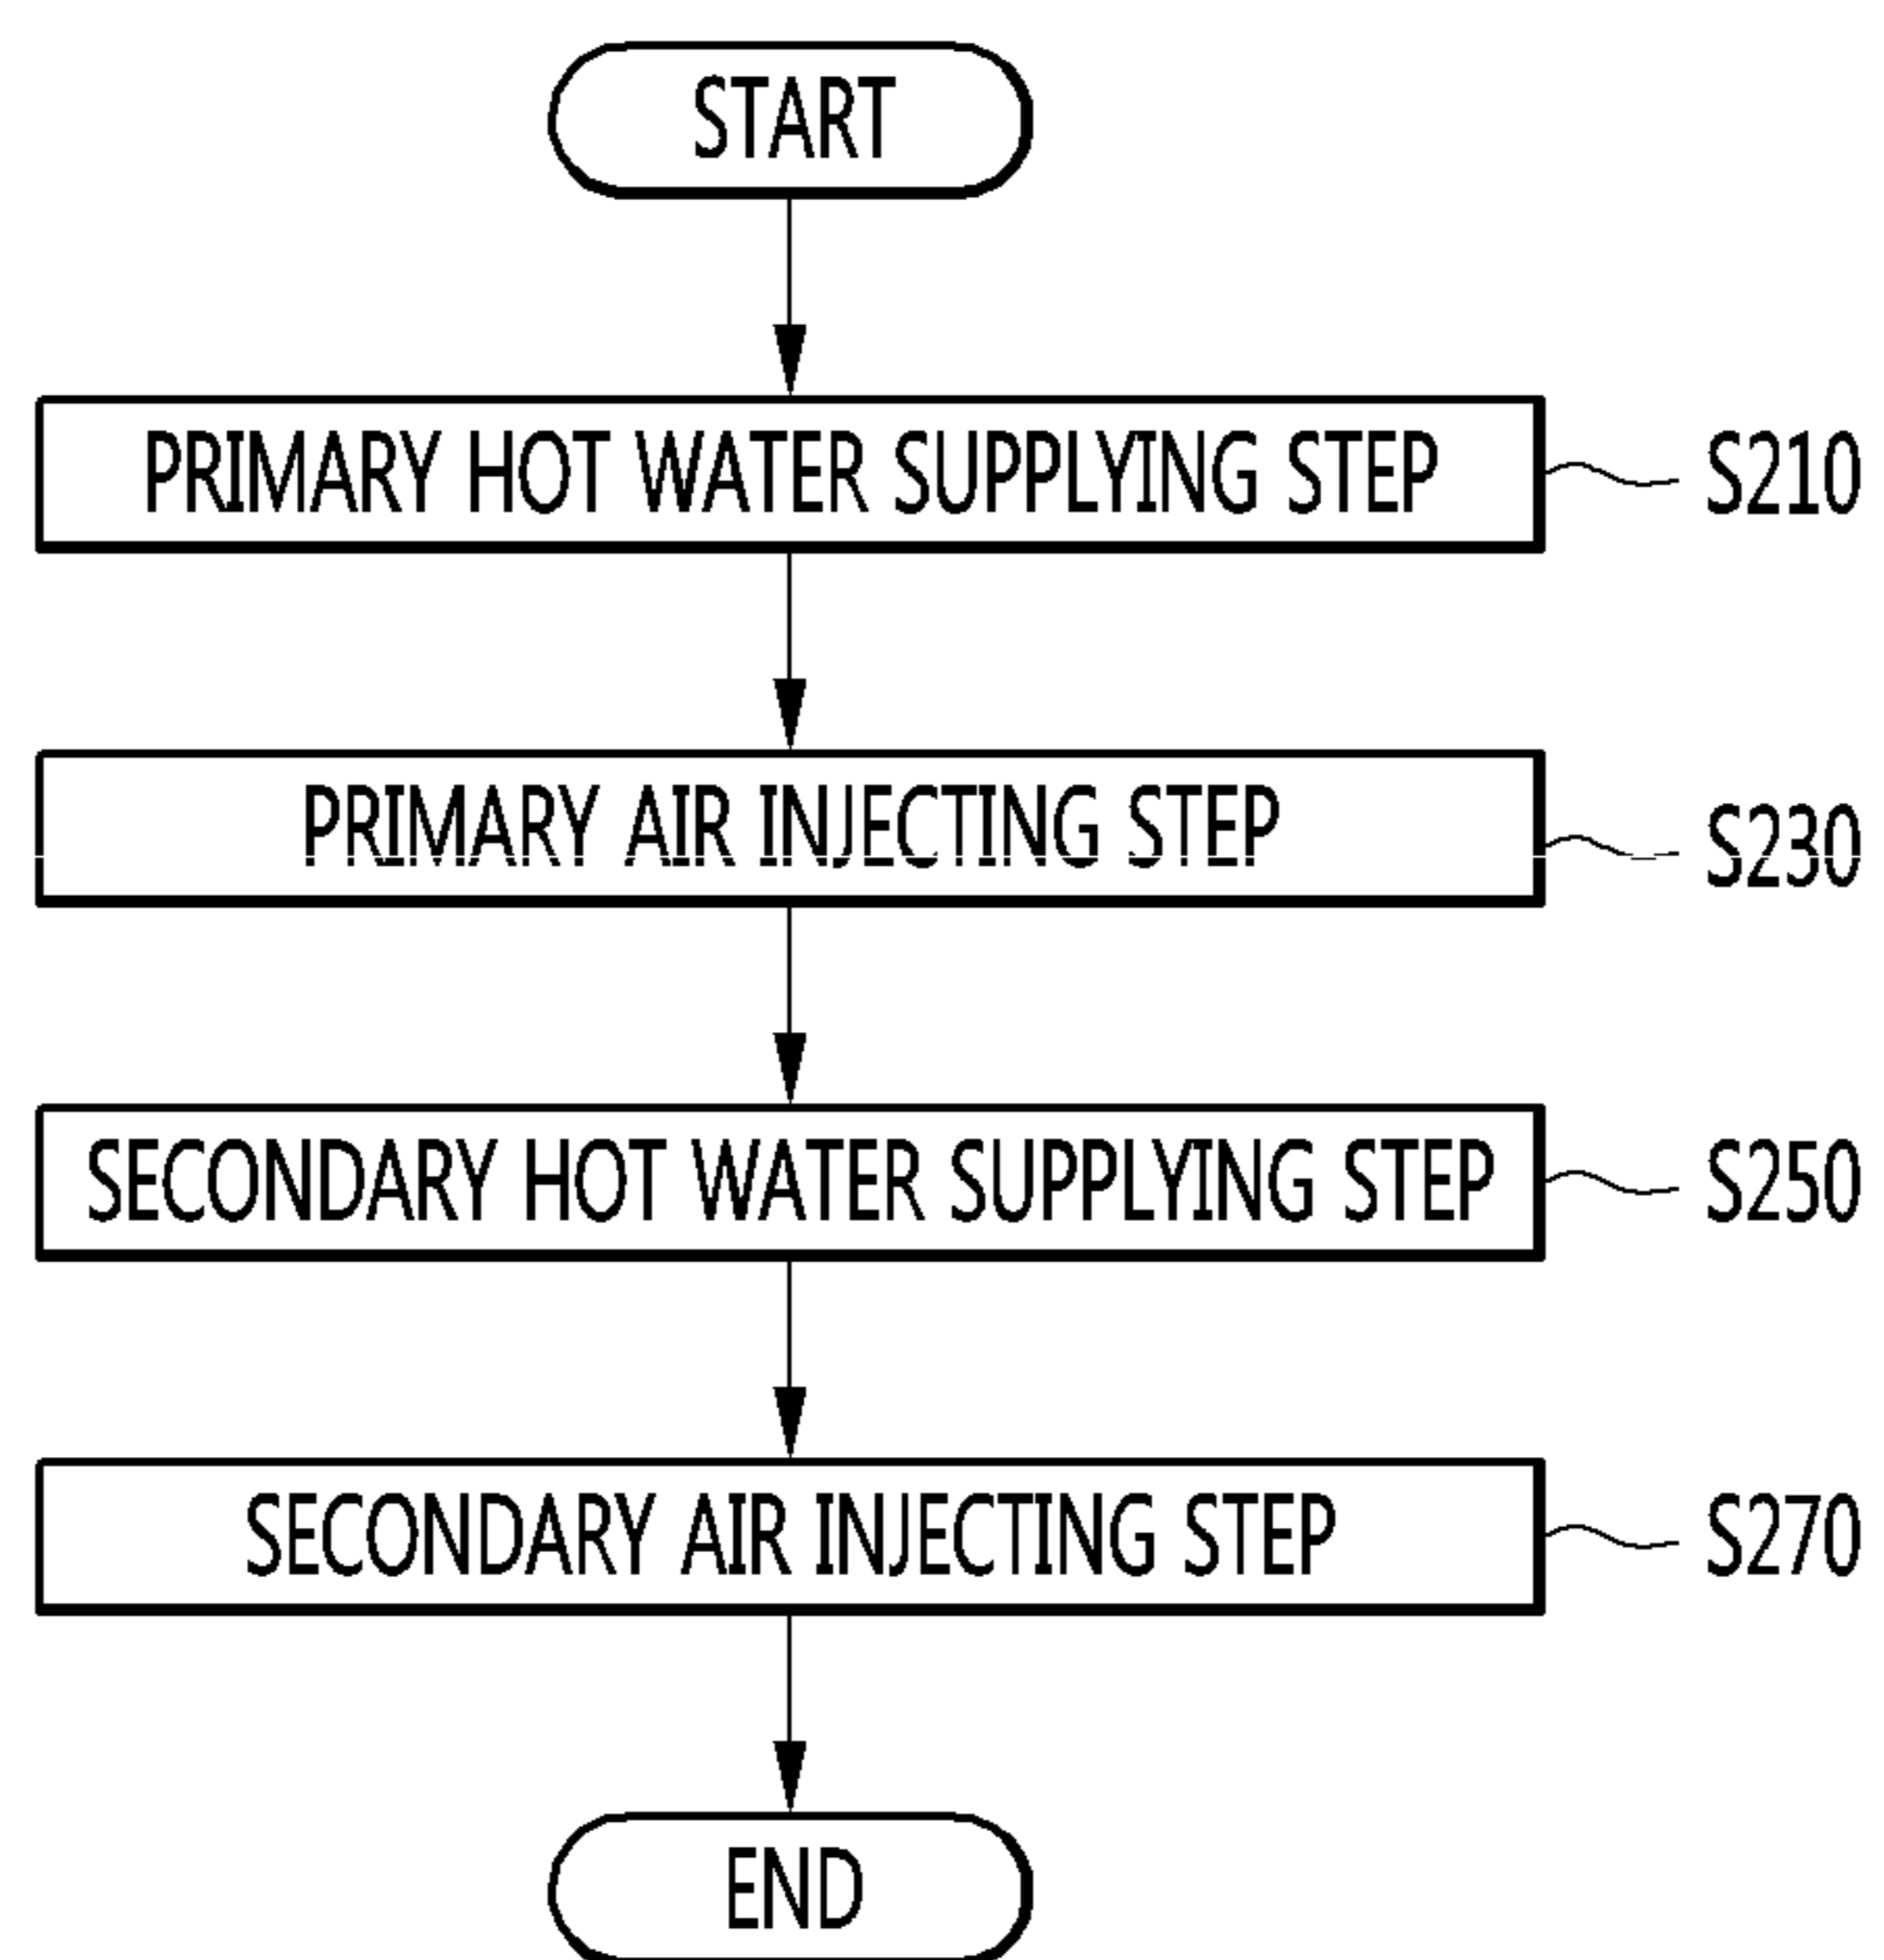 START
PRIMARY HOT WATER SUPPLYING STEP S210
PRIMARY AIR INJECTING STEP S230
SECONDARY HOT WATER SUPPLYING STEP S250
SECONDARY AIR INJECTING STEP S270
END